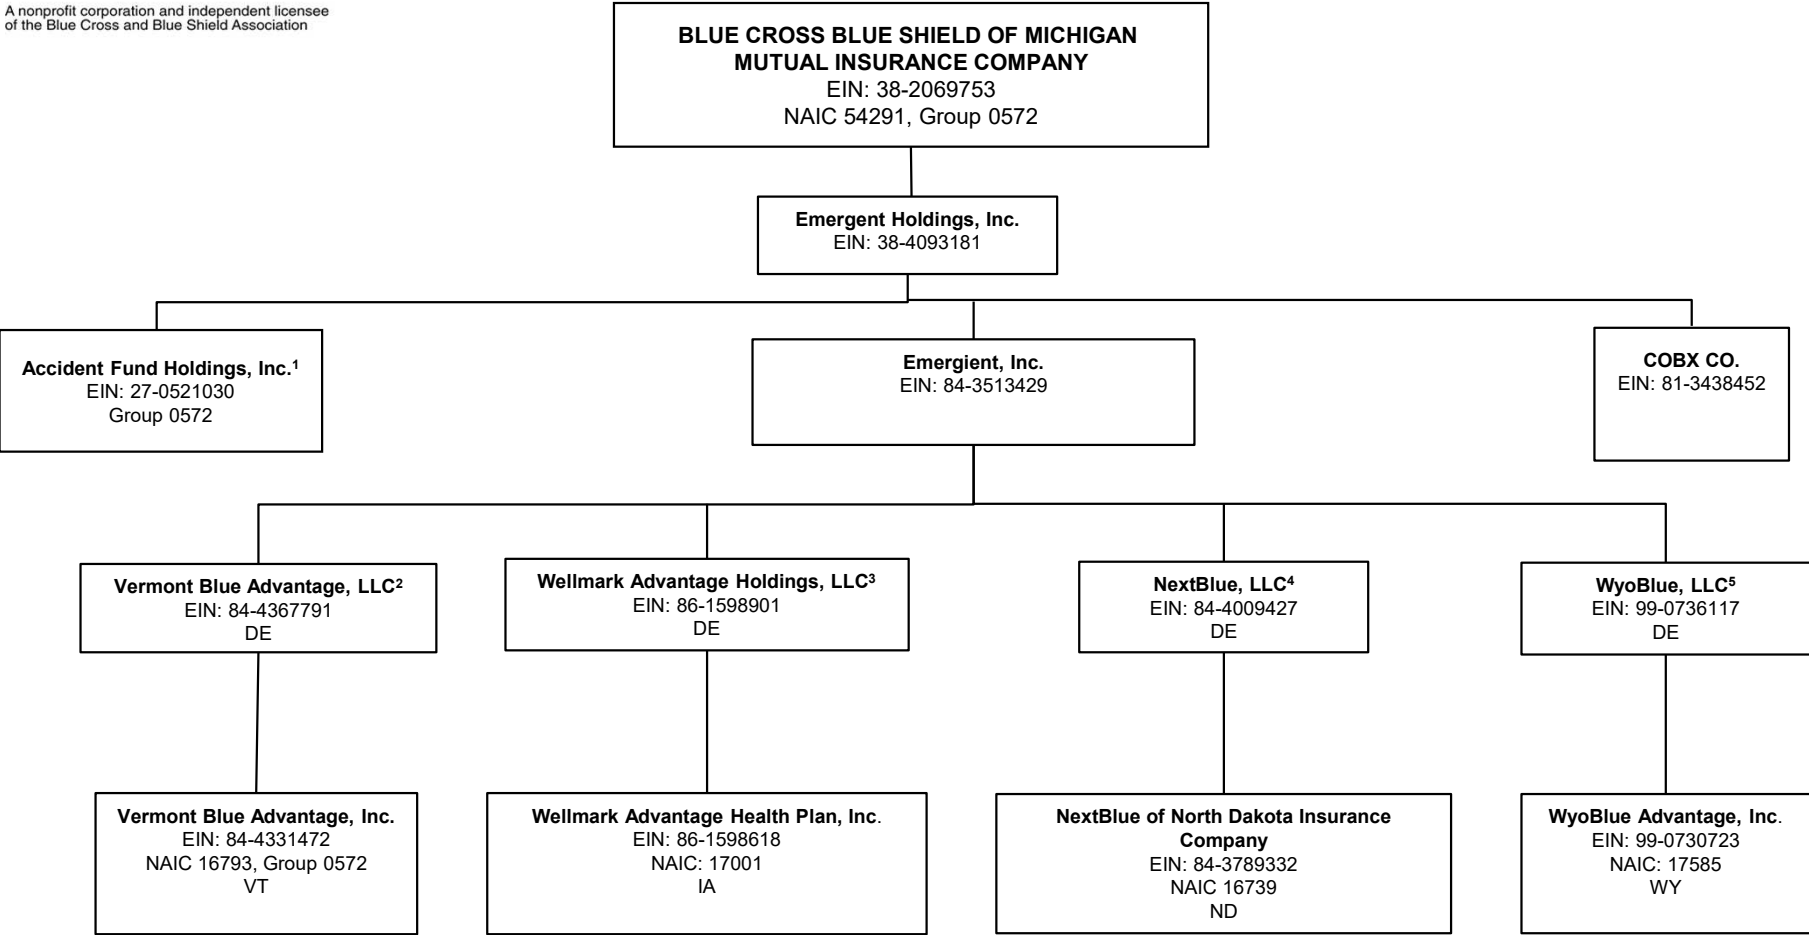 A nonprofit corporation and independent licensee
of the Blue Cross and Blue Shield Association
BLUE CROSS BLUE SHIELD OF MICHIGAN
MUTUAL INSURANCE COMPANY
EIN: 38-2069753
NAIC 54291, Group 0572
Emergent Holdings, Inc.
EIN: 38-4093181
Accident Fund Holdings, Inc.¹
EIN: 27-0521030
Group 0572
Emergient, Inc.
EIN: 84-3513429
COBX CO.
EIN: 81-3438452
Vermont Blue Advantage, LLC²
EIN: 84-4367791
DE
Wellmark Advantage Holdings, LLC³
EIN: 86-1598901
DE
NextBlue, LLC⁴
EIN: 84-4009427
DE
WyoBlue, LLC⁵
EIN: 99-0736117
DE
Vermont Blue Advantage, Inc.
EIN: 84-4331472
NAIC 16793, Group 0572
VT
Wellmark Advantage Health Plan, Inc.
EIN: 86-1598618
NAIC: 17001
IA
NextBlue of North Dakota Insurance
Company
EIN: 84-3789332
NAIC 16739
ND
WyoBlue Advantage, Inc.
EIN: 99-0730723
NAIC: 17585
WY